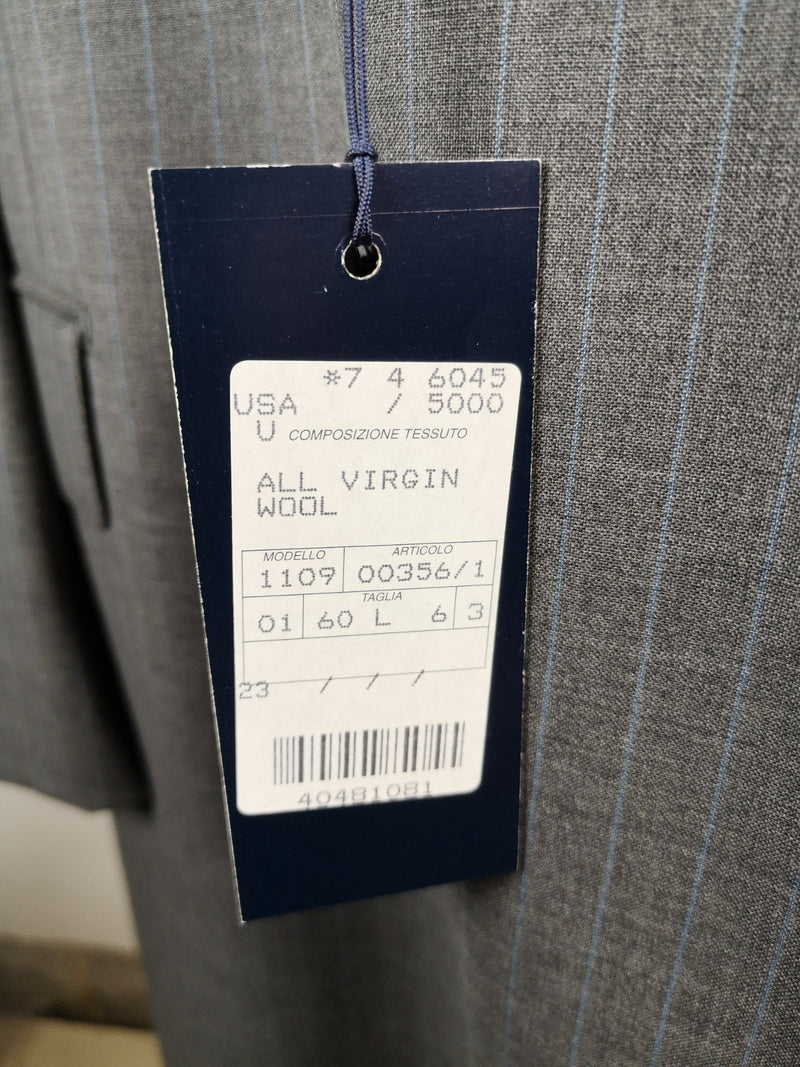 *7 4 6045
USA / 5000
U COMPOSIZIONE TESSUTO
ALL VIRGIN
WOOL
MODELLO ARTICOLO
1109 00356/1
TAGLIA
01 60 L 6 3
23 / / /
40481081